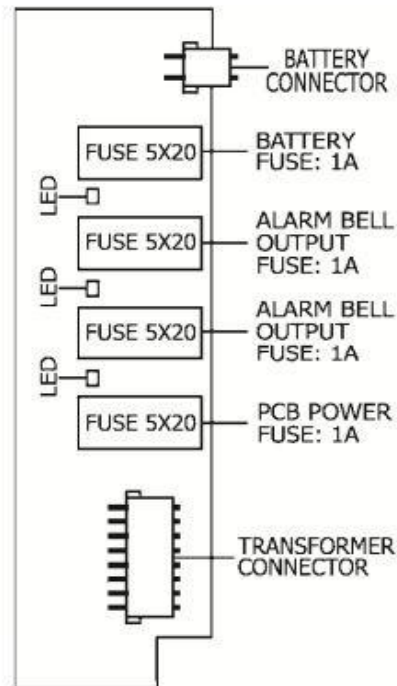 BATTERY
CONNECTOR
FUSE 5X20
BATTERY
FUSE: 1A
LED
FUSE 5X20
ALARM BELL
OUTPUT
FUSE: 1A
LED
FUSE 5X20
ALARM BELL
OUTPUT
FUSE: 1A
LED
FUSE 5X20
PCB POWER
FUSE: 1A
TRANSFORMER
CONNECTOR